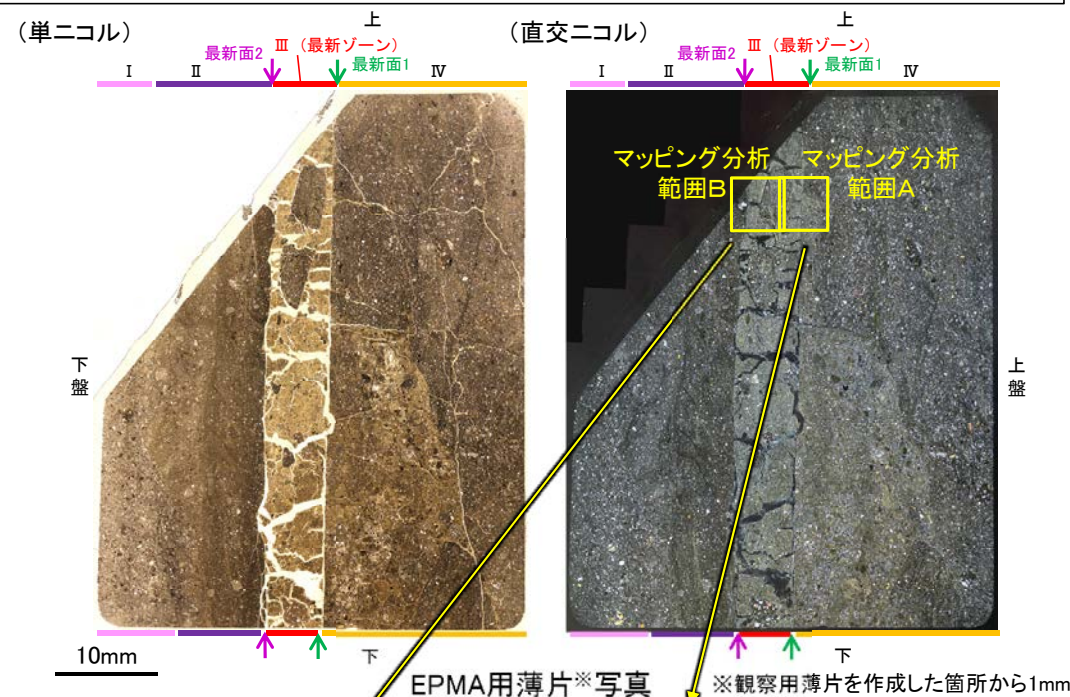 (単ニコル)
上
最新面2
Ⅲ (最新ゾーン)
最新面1
Ⅰ
Ⅱ
Ⅳ
下
盤
10mm
下
(直交ニコル)
上
最新面2
Ⅲ (最新ゾーン)
最新面1
Ⅰ
Ⅱ
Ⅳ
マッピング分析
範囲B
マッピング分析
範囲A
上
盤
下
EPMA用薄片※写真
※観察用薄片を作成した箇所から1mm